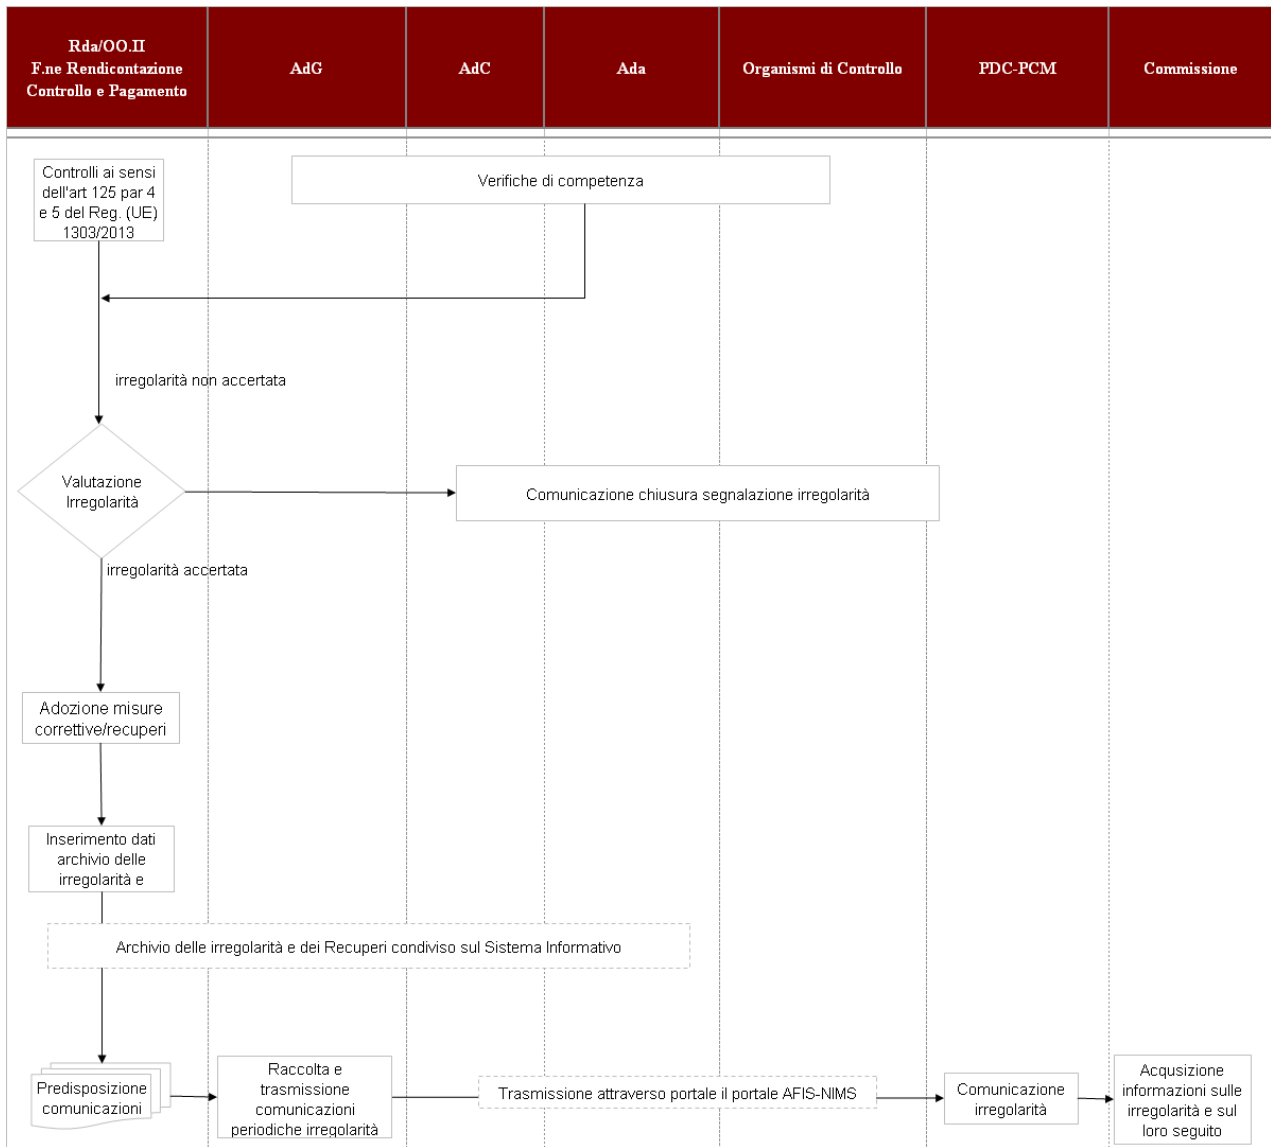 Rda/OO.II
F.ne Rendicontazione
Controllo e Pagamento
AdG
AdC
Ada
Organismi di Controllo
PDC-PCM
Commissione
Controlli ai sensi
dell'art 125 par 4
e 5 del Reg. (UE)
1303/2013
Verifiche di competenza
irregolarità non accertata
Valutazione
Irregolarità
Comunicazione chiusura segnalazione irregolarità
irregolarità accertata
Adozione misure
correttive/recuperi
Inserimento dati
archivio delle
irregolarità e
Archivio delle irregolarità e dei Recuperi condiviso sul Sistema Informativo
Predisposizione
comunicazioni
Raccolta e
trasmissione
comunicazioni
periodiche irregolarità
Trasmissione attraverso portale il portale AFIS-NIMS
Comunicazione
irregolarità
Acqusizione
informazioni sulle
irregolarità e sul
loro seguito